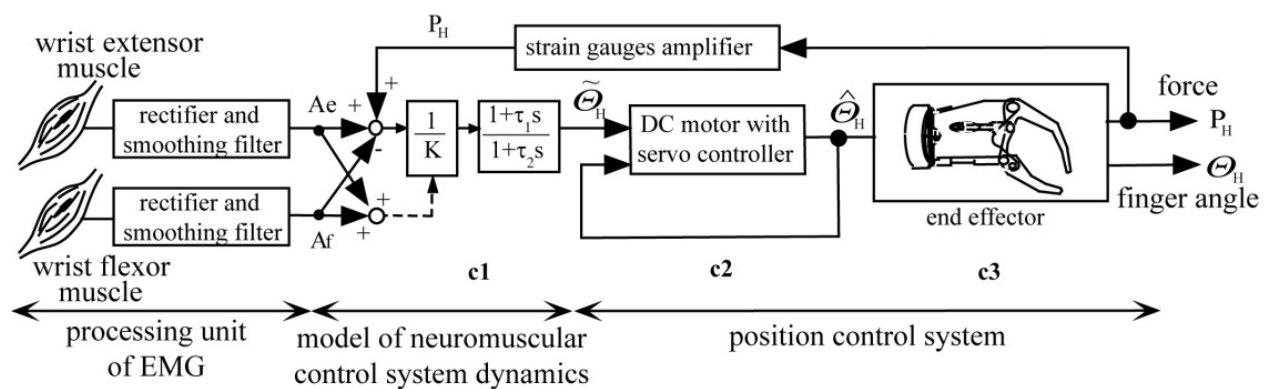 P_H
strain gauges amplifier
wrist extensor
muscle
rectifier and
smoothing filter
Ae
+
+
-
1
K
1+τ₁s
1+τ₂s
Θ̃_H
DC motor with
servo controller
Θ̂_H
force
P_H
Θ_H
finger angle
end effector
rectifier and
smoothing filter
Af
+
+
wrist flexor
muscle
c1
c2
c3
processing unit
of EMG
model of neuromuscular
control system dynamics
position control system